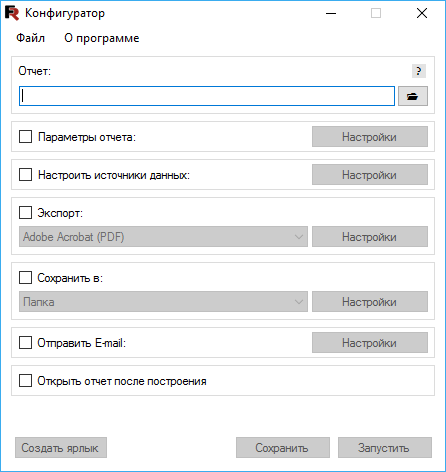 FR Конфигуратор
Файл О программе
Отчет: ?
Параметры отчета: Настройки
Настроить источники данных: Настройки
Экспорт:
Adobe Acrobat (PDF) Настройки
Сохранить в:
Папка Настройки
Отправить E-mail: Настройки
Открыть отчет после построения
Создать ярлык Сохранить Запустить